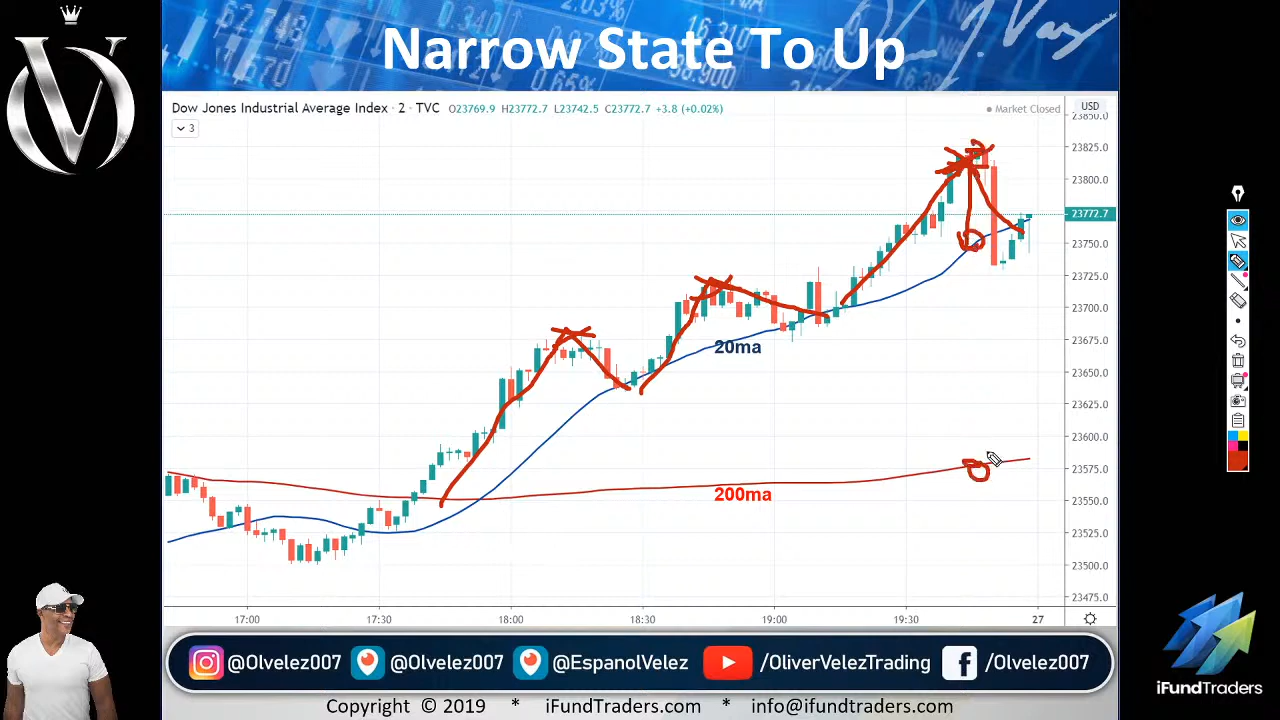 Narrow State To Up
Dow Jones Industrial Average Index · 2 · TVC O23769.9 H23772.7 L23742.5 C23772.7 +3.8 (+0.02%)
Market Closed
USD
3
23850.0
23825.0
23800.0
23772.7
23750.0
23725.0
23700.0
23675.0
23650.0
23625.0
23600.0
23575.0
23550.0
23525.0
23500.0
23475.0
20ma
200ma
17:00 17:30 18:00 18:30 19:00 19:30 27
@Olvelez007 @Olvelez007 @EspanolVelez /OliverVelezTrading /Olvelez007
Copyright © 2019 * iFundTraders.com * info@ifundtraders.com
iFundTraders